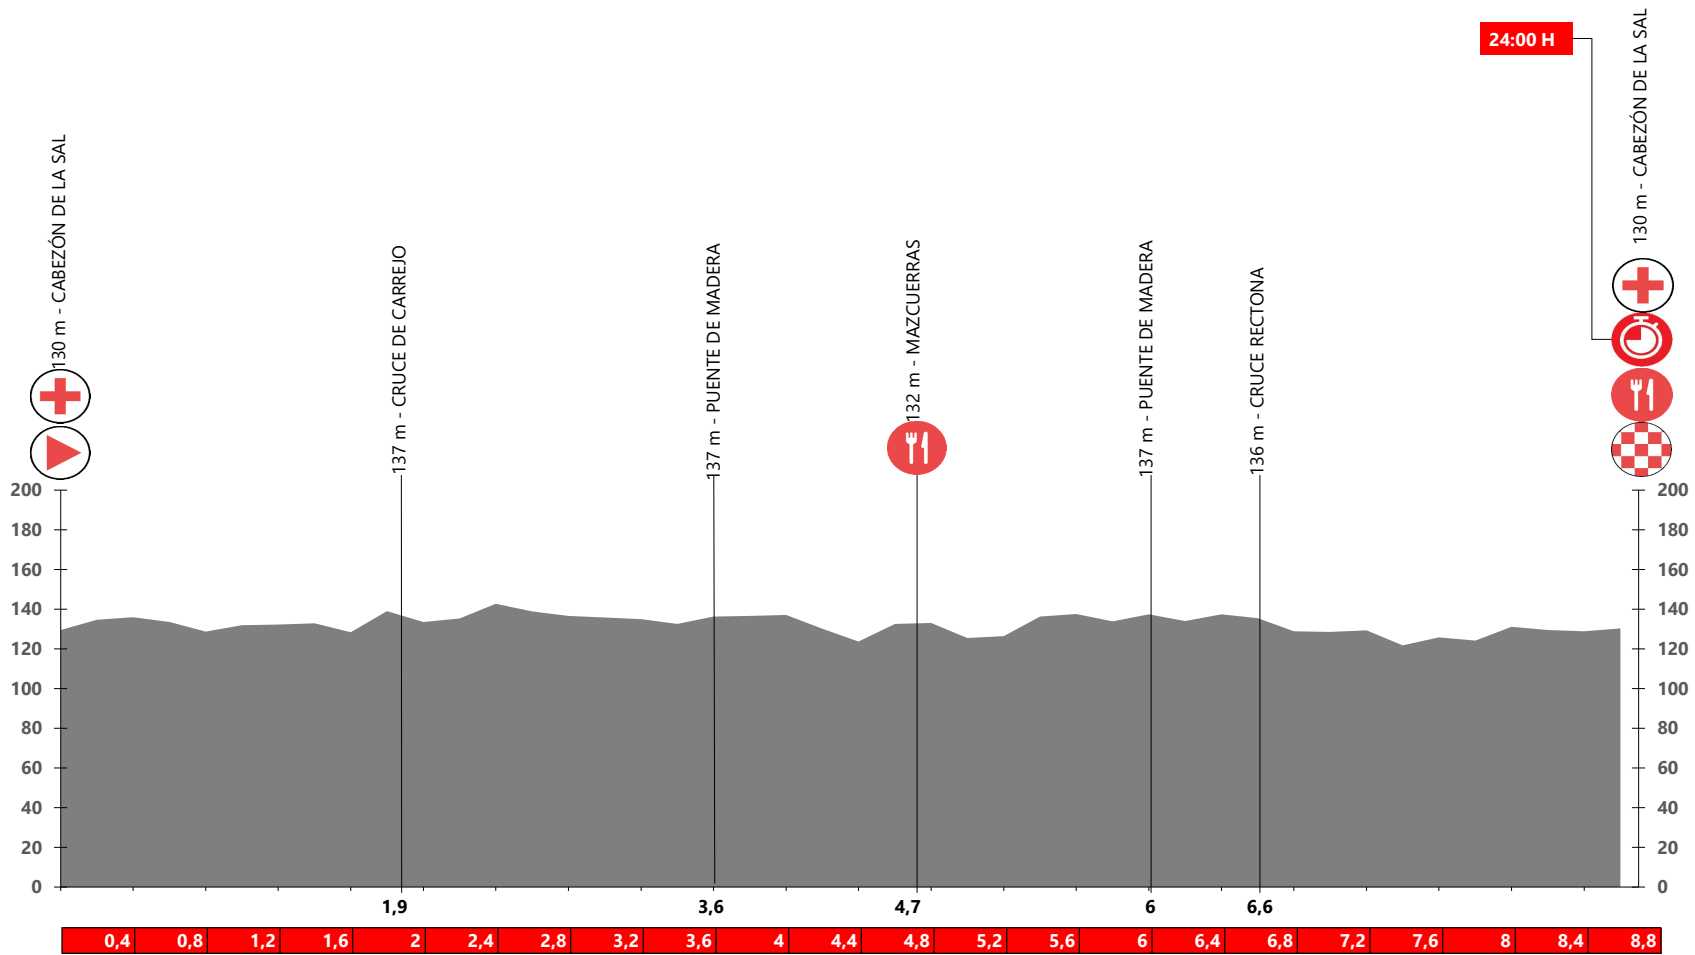 24:00 H
130 m - CABEZÓN DE LA SAL
137 m - CRUCE DE CARREJO
137 m - PUENTE DE MADERA
132 m - MAZCUERRAS
137 m - PUENTE DE MADERA
136 m - CRUCE RECTONA
130 m - CABEZÓN DE LA SAL
200 200
180 180
160 160
140 140
120 120
100 100
80 80
60 60
40 40
20 20
0 0
1,9 3,6 4,7 6 6,6
0,4 0,8 1,2 1,6 2 2,4 2,8 3,2 3,6 4 4,4 4,8 5,2 5,6 6 6,4 6,8 7,2 7,6 8 8,4 8,8